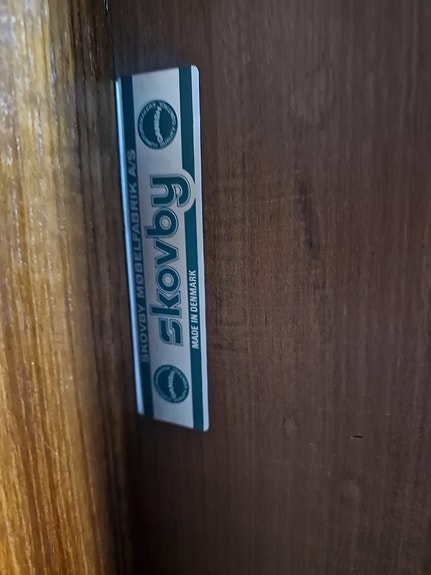 SKOVBY MØBELFABRIK A/S
skovby
MADE IN DENMARK